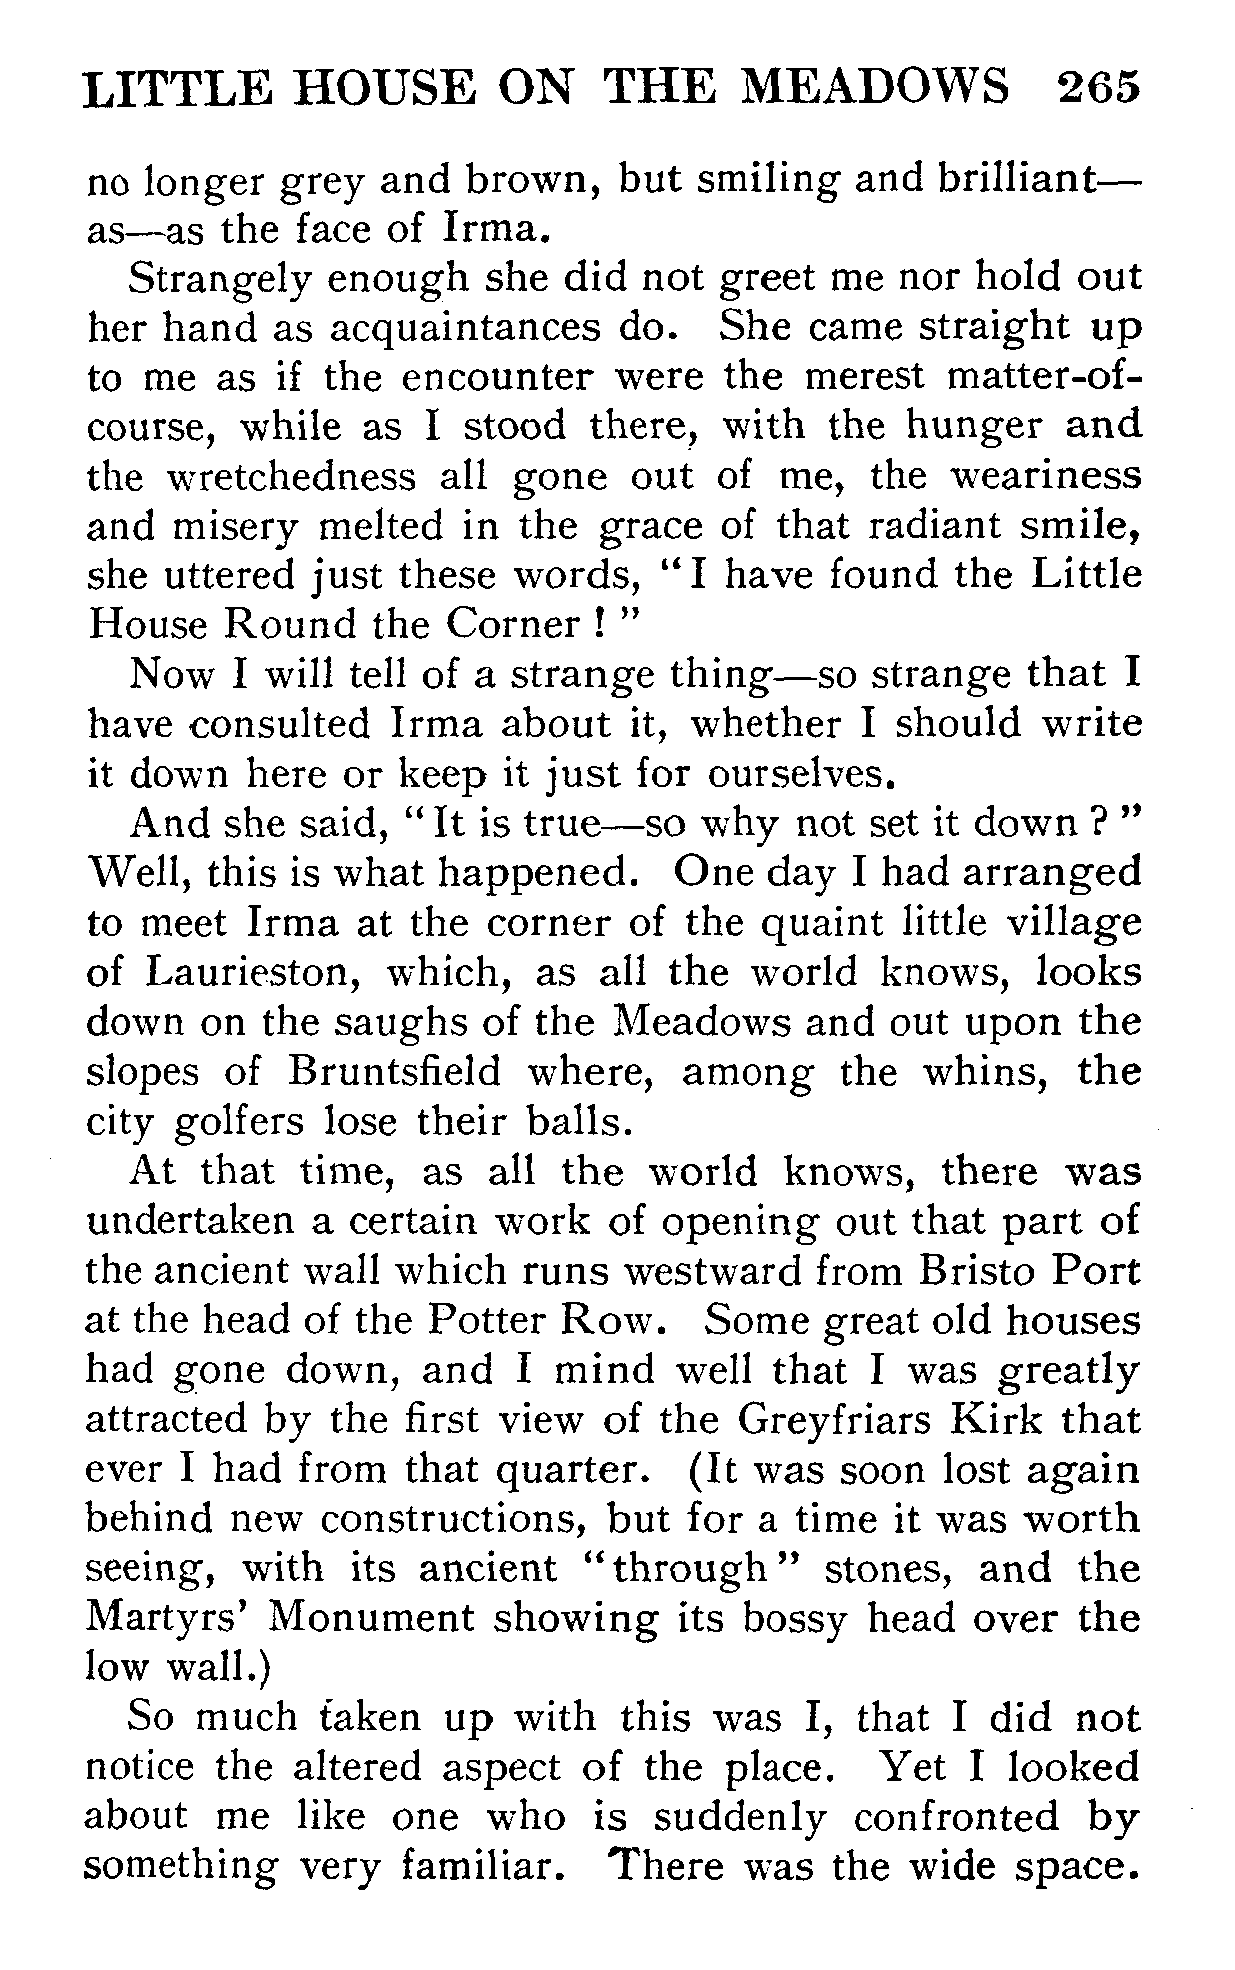 LITTLE HOUSE ON THE MEADOWS 265
no longer grey and brown, but smiling and brilliant—
as—as the face of Irma.
Strangely enough she did not greet me nor hold out
her hand as acquaintances do. She came straight up
to me as if the encounter were the merest matter-of-
course, while as I stood there, with the hunger and
the wretchedness all gone out of me, the weariness
and misery melted in the grace of that radiant smile,
she uttered just these words, “I have found the Little
House Round the Corner ! ”
Now I will tell of a strange thing—so strange that I
have consulted Irma about it, whether I should write
it down here or keep it just for ourselves.
And she said, “ It is true—so why not set it down ? ”
Well, this is what happened. One day I had arranged
to meet Irma at the corner of the quaint little village
of Laurieston, which, as all the world knows, looks
down on the saughs of the Meadows and out upon the
slopes of Bruntsfield where, among the whins, the
city golfers lose their balls.
At that time, as all the world knows, there was
undertaken a certain work of opening out that part of
the ancient wall which runs westward from Bristo Port
at the head of the Potter Row. Some great old houses
had gone down, and I mind well that I was greatly
attracted by the first view of the Greyfriars Kirk that
ever I had from that quarter. (It was soon lost again
behind new constructions, but for a time it was worth
seeing, with its ancient “through” stones, and the
Martyrs’ Monument showing its bossy head over the
low wall.)
So much taken up with this was I, that I did not
notice the altered aspect of the place. Yet I looked
about me like one who is suddenly confronted by
something very familiar. There was the wide space.